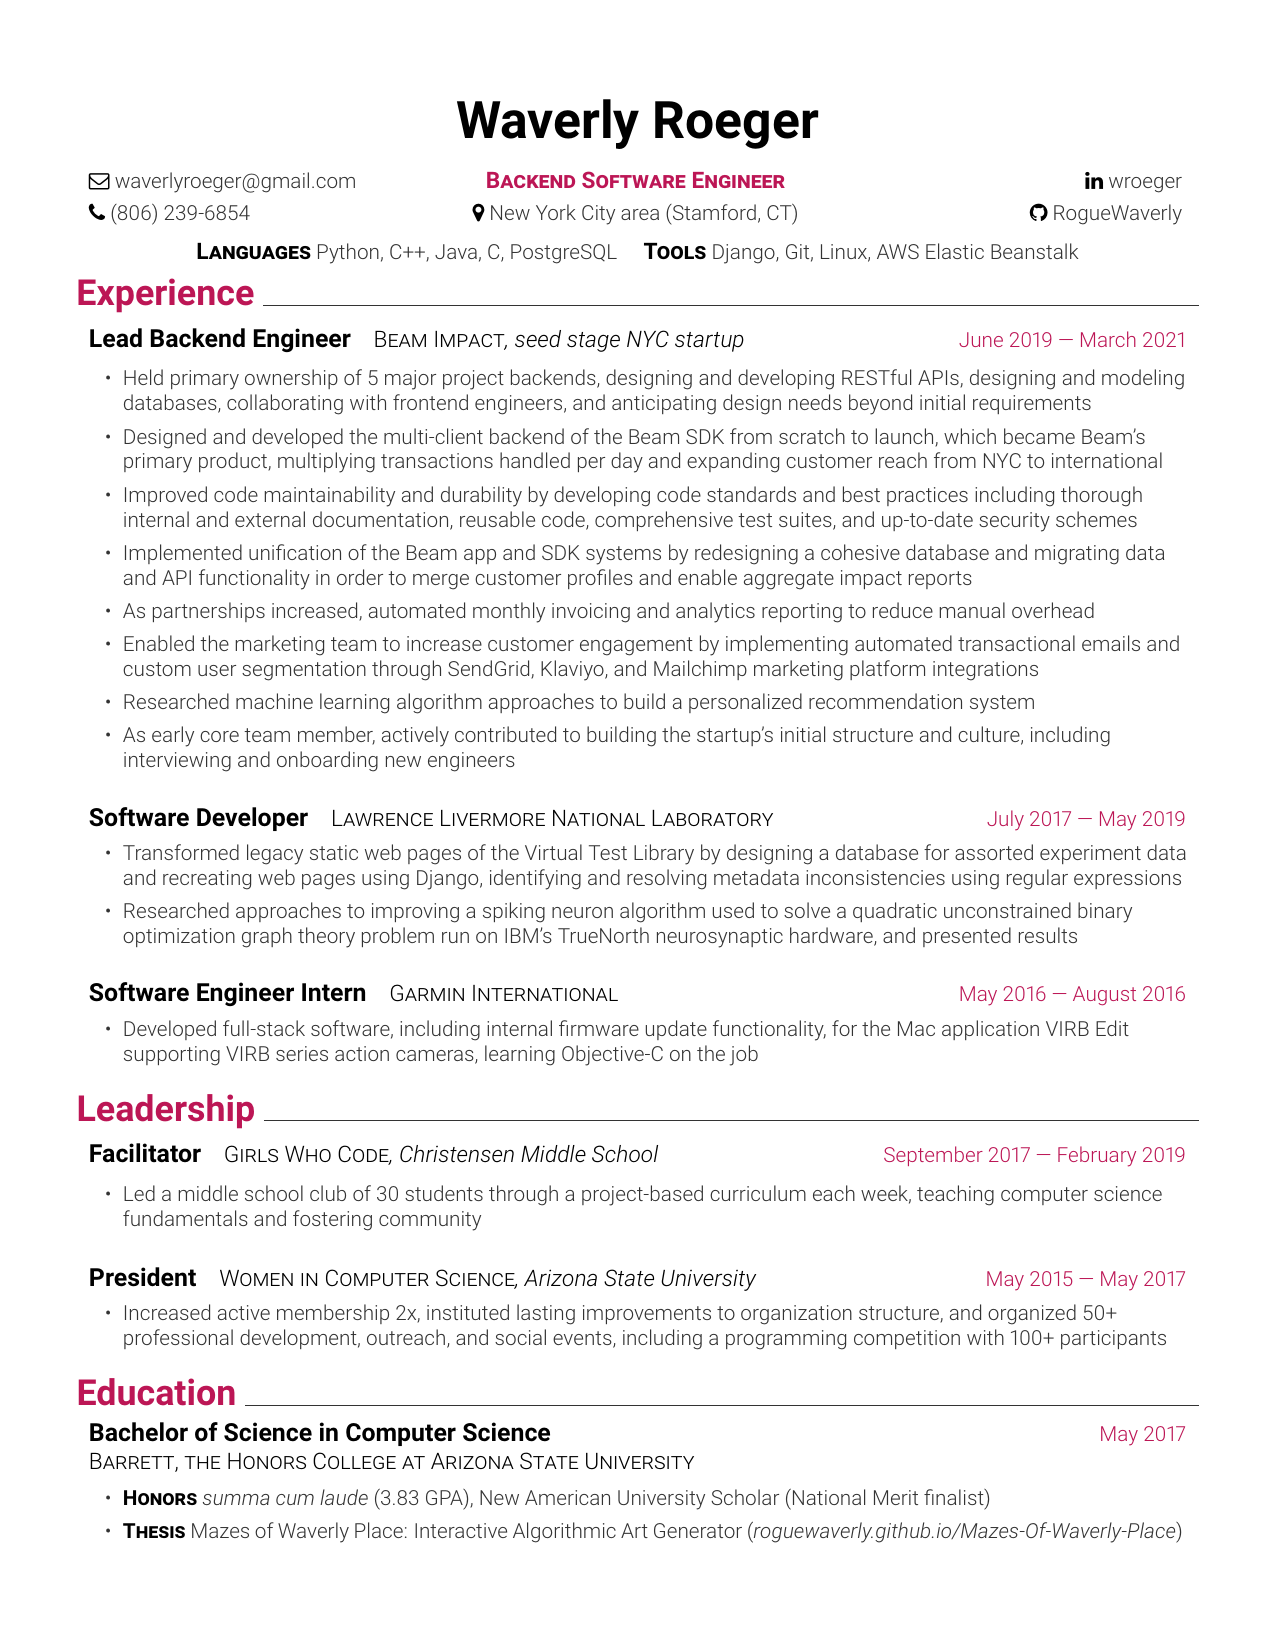 Waverly Roeger
waverlyroeger@gmail.com Backend Software Engineer wroeger
(806) 239-6854 New York City area (Stamford, CT) RogueWaverly
Languages Python, C++, Java, C, PostgreSQL Tools Django, Git, Linux, AWS Elastic Beanstalk
Experience
Lead Backend Engineer Beam Impact, seed stage NYC startup June 2019 — March 2021
• Held primary ownership of 5 major project backends, designing and developing RESTful APIs, designing and modeling
databases, collaborating with frontend engineers, and anticipating design needs beyond initial requirements
• Designed and developed the multi-client backend of the Beam SDK from scratch to launch, which became Beam's
primary product, multiplying transactions handled per day and expanding customer reach from NYC to international
• Improved code maintainability and durability by developing code standards and best practices including thorough
internal and external documentation, reusable code, comprehensive test suites, and up-to-date security schemes
• Implemented unification of the Beam app and SDK systems by redesigning a cohesive database and migrating data
and API functionality in order to merge customer profiles and enable aggregate impact reports
• As partnerships increased, automated monthly invoicing and analytics reporting to reduce manual overhead
• Enabled the marketing team to increase customer engagement by implementing automated transactional emails and
custom user segmentation through SendGrid, Klaviyo, and Mailchimp marketing platform integrations
• Researched machine learning algorithm approaches to build a personalized recommendation system
• As early core team member, actively contributed to building the startup's initial structure and culture, including
interviewing and onboarding new engineers
Software Developer Lawrence Livermore National Laboratory July 2017 — May 2019
• Transformed legacy static web pages of the Virtual Test Library by designing a database for assorted experiment data
and recreating web pages using Django, identifying and resolving metadata inconsistencies using regular expressions
• Researched approaches to improving a spiking neuron algorithm used to solve a quadratic unconstrained binary
optimization graph theory problem run on IBM's TrueNorth neurosynaptic hardware, and presented results
Software Engineer Intern Garmin International May 2016 — August 2016
• Developed full-stack software, including internal firmware update functionality, for the Mac application VIRB Edit
supporting VIRB series action cameras, learning Objective-C on the job
Leadership
Facilitator Girls Who Code, Christensen Middle School September 2017 — February 2019
• Led a middle school club of 30 students through a project-based curriculum each week, teaching computer science
fundamentals and fostering community
President Women in Computer Science, Arizona State University May 2015 — May 2017
• Increased active membership 2x, instituted lasting improvements to organization structure, and organized 50+
professional development, outreach, and social events, including a programming competition with 100+ participants
Education
Bachelor of Science in Computer Science May 2017
Barrett, the Honors College at Arizona State University
• Honors summa cum laude (3.83 GPA), New American University Scholar (National Merit finalist)
• Thesis Mazes of Waverly Place: Interactive Algorithmic Art Generator (roguewaverly.github.io/Mazes-Of-Waverly-Place)